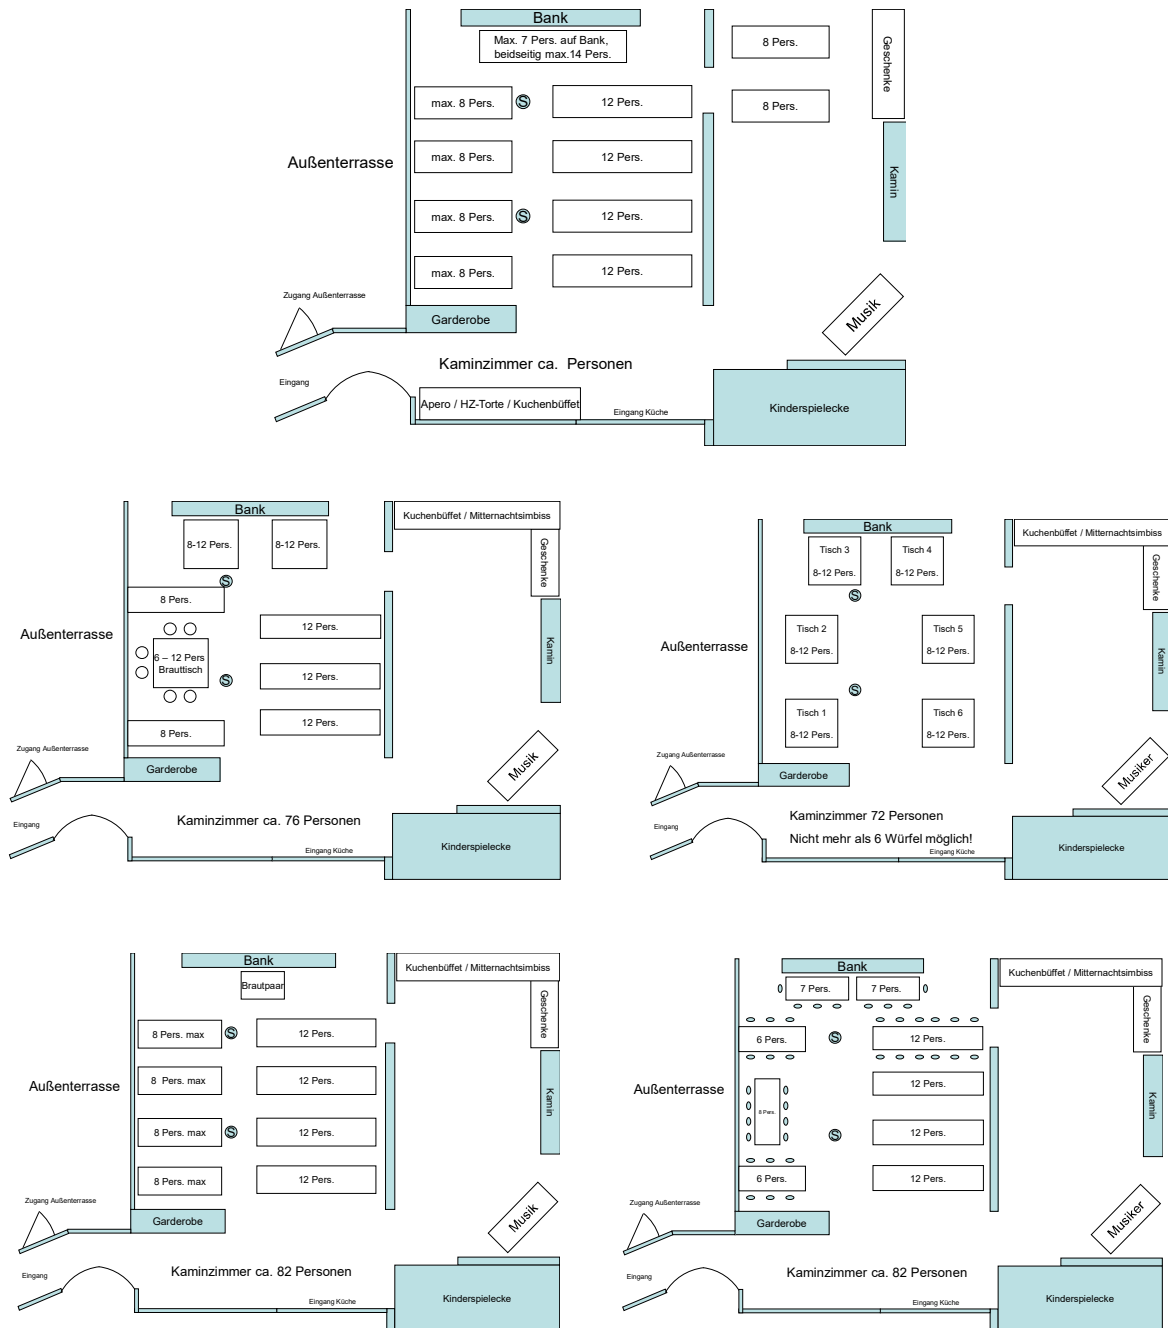 Bank
Max. 7 Pers. auf Bank,
beidseitig max.14 Pers.
8 Pers.
Geschenke
max. 8 Pers.
S
12 Pers.
8 Pers.
Kamin
Außenterrasse
max. 8 Pers.
12 Pers.
max. 8 Pers.
S
12 Pers.
max. 8 Pers.
12 Pers.
Zugang Außenterrasse
Garderobe
Musik
Kaminzimmer ca.  Personen
Eingang
Apero / HZ-Torte / Kuchenbüffet
Eingang Küche
Kinderspielecke
Bank
Kuchenbüffet / Mitternachtsimbiss
8-12 Pers.
8-12 Pers.
Geschenke
S
8 Pers.
Außenterrasse
12 Pers.
Kamin
6 – 12 Pers
Brauttisch
S
12 Pers.
8 Pers.
12 Pers.
Zugang Außenterrasse
Garderobe
Musik
Eingang
Kaminzimmer ca. 76 Personen
Eingang Küche
Kinderspielecke
Bank
Kuchenbüffet / Mitternachtsimbiss
Tisch 3
8-12 Pers.
Tisch 4
8-12 Pers.
Geschenke
S
Außenterrasse
Tisch 2
8-12 Pers.
Tisch 5
8-12 Pers.
Kamin
S
Tisch 1
8-12 Pers.
Tisch 6
8-12 Pers.
Zugang Außenterrasse
Garderobe
Musiker
Eingang
Kaminzimmer 72 Personen
Nicht mehr als 6 Würfel möglich!
Eingang Küche
Kinderspielecke
Bank
Kuchenbüffet / Mitternachtsimbiss
Brautpaar
Geschenke
8 Pers. max
S
12 Pers.
Außenterrasse
8  Pers. max
12 Pers.
Kamin
8 Pers. max
S
12 Pers.
8 Pers. max
12 Pers.
Zugang Außenterrasse
Garderobe
Musik
Eingang
Kaminzimmer ca. 82 Personen
Eingang Küche
Kinderspielecke
Bank
Kuchenbüffet / Mitternachtsimbiss
7 Pers.
7 Pers.
Geschenke
6 Pers.
S
12 Pers.
Außenterrasse
12 Pers.
Kamin
8 Pers.
S
12 Pers.
6 Pers.
12 Pers.
Zugang Außenterrasse
Garderobe
Musiker
Eingang
Kaminzimmer ca. 82 Personen
Eingang Küche
Kinderspielecke